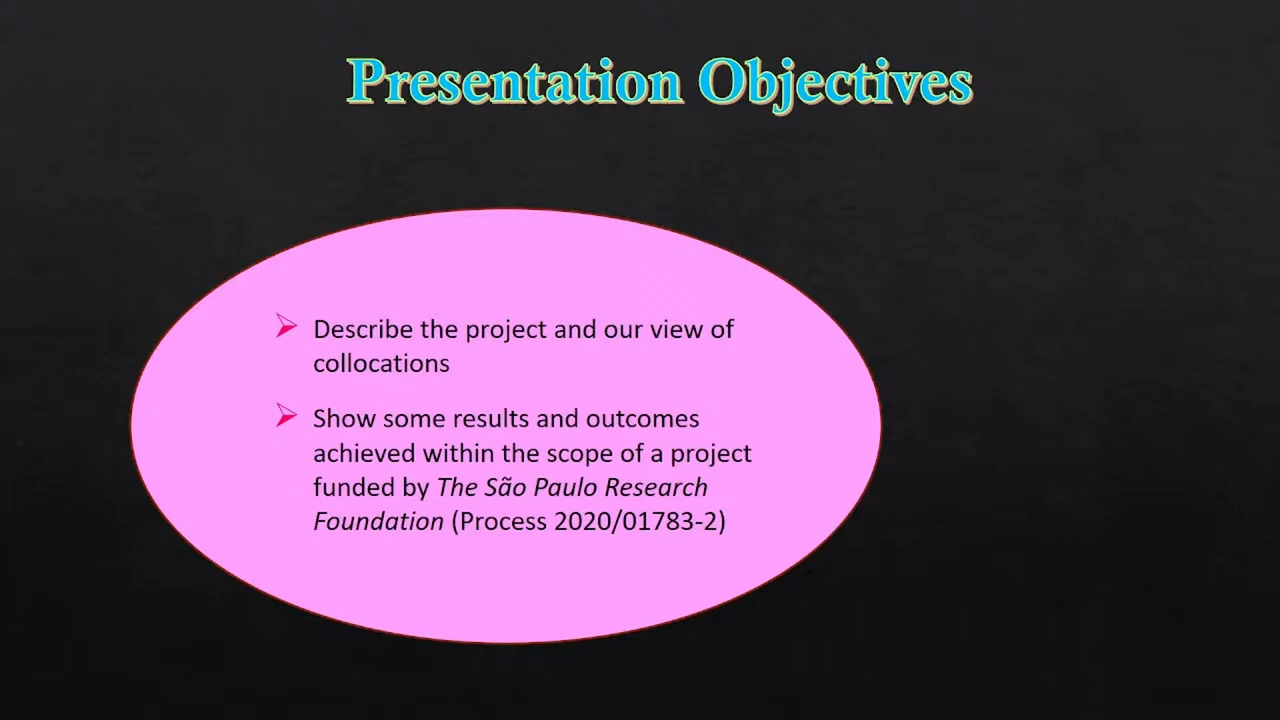 Presentation Objectives
Describe the project and our view of
collocations
Show some results and outcomes
achieved within the scope of a project
funded by The São Paulo Research
Foundation (Process 2020/01783-2)